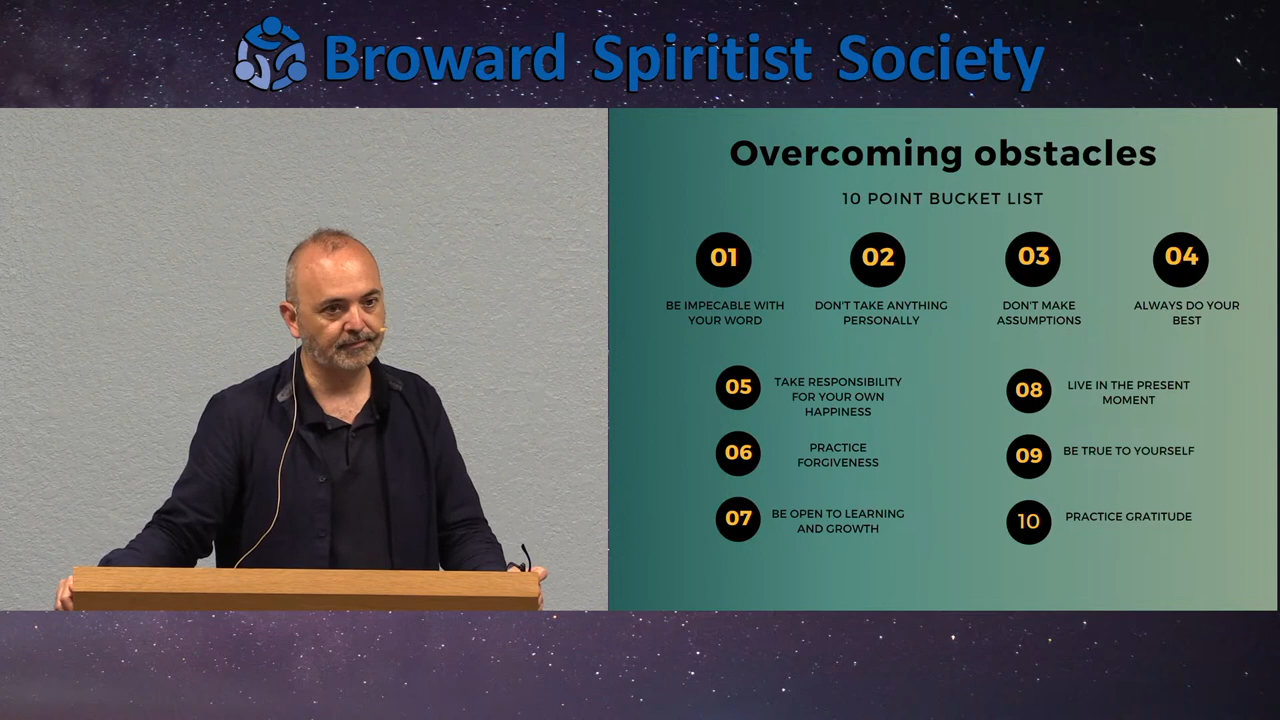 Broward Spiritist Society
Overcoming obstacles
10 POINT BUCKET LIST
01
BE IMPECABLE WITH
YOUR WORD
02
DON'T TAKE ANYTHING
PERSONALLY
03
DON'T MAKE
ASSUMPTIONS
04
ALWAYS DO YOUR
BEST
05
TAKE RESPONSIBILITY
FOR YOUR OWN
HAPPINESS
06
PRACTICE
FORGIVENESS
07
BE OPEN TO LEARNING
AND GROWTH
08
LIVE IN THE PRESENT
MOMENT
09
BE TRUE TO YOURSELF
10
PRACTICE GRATITUDE